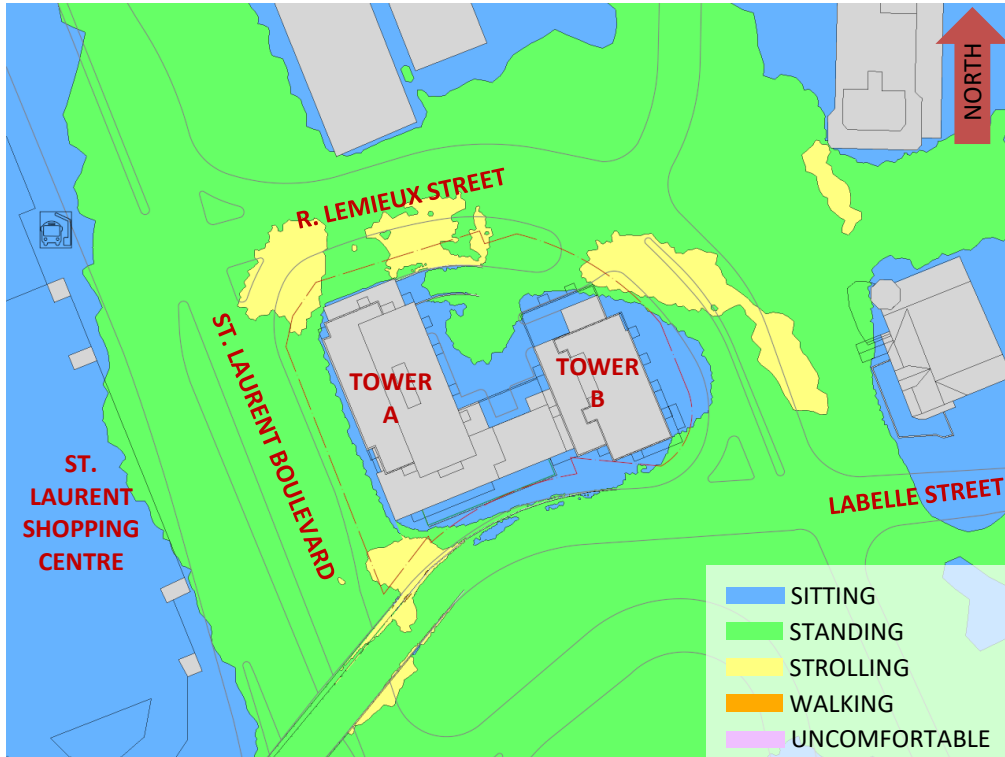 NORTH
R. LEMIEUX STREET
ST. LAURENT BOULEVARD
TOWER
A
TOWER
B
ST.
LAURENT
SHOPPING
CENTRE
LABELLE STREET
SITTING
STANDING
STROLLING
WALKING
UNCOMFORTABLE